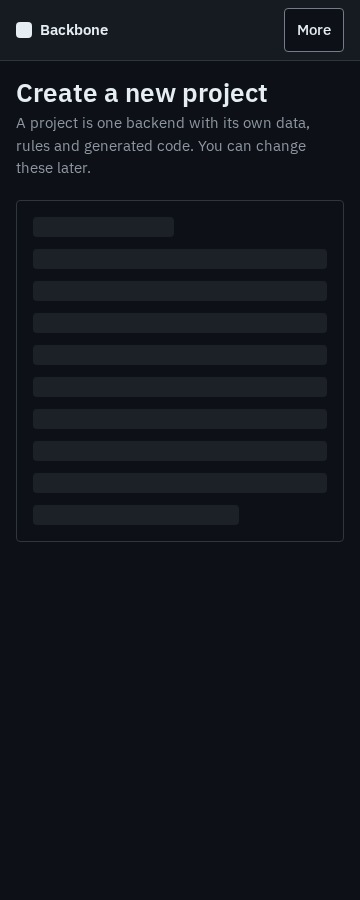 Backbone
More
Create a new project
A project is one backend with its own data,
rules and generated code. You can change
these later.